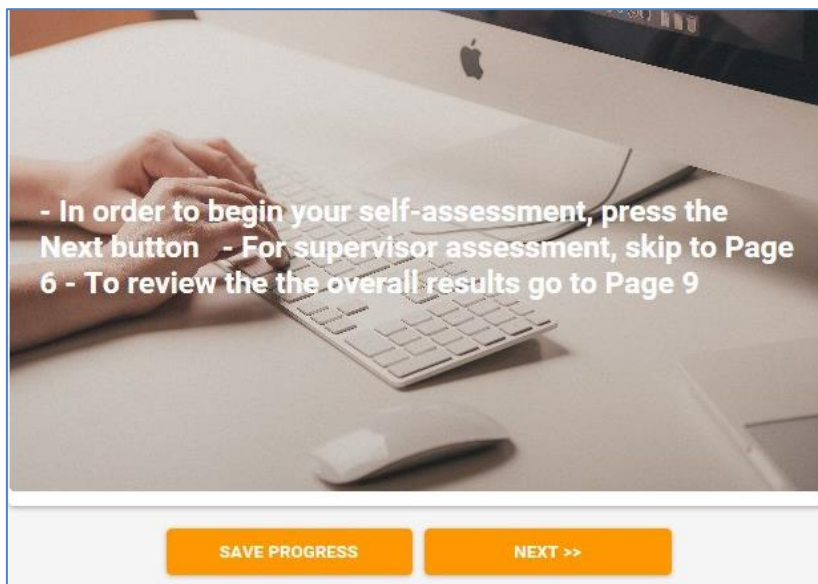 - In order to begin your self-assessment, press the
Next button - For supervisor assessment, skip to Page
6 - To review the the overall results go to Page 9
SAVE PROGRESS
NEXT >>